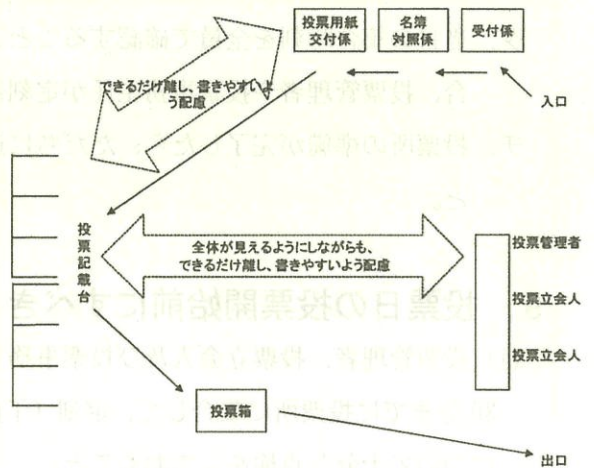 投票用紙
交付係
名簿
対照係
受付係
できるだけ離し、書きやすいよ
う配慮
入口
投票記載台
全体が見えるようにしながらも、
できるだけ離し、書きやすいよう配慮
投票管理者
投票立会人
投票立会人
投票箱
出口